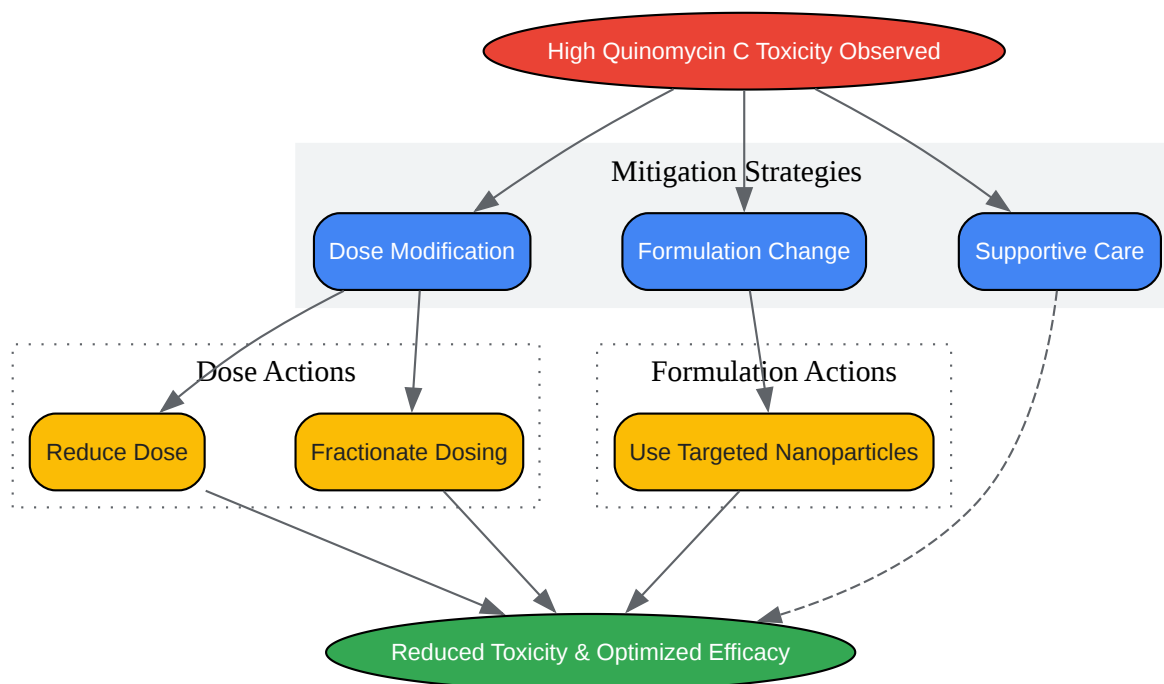 High Quinomycin C Toxicity Observed
Mitigation Strategies
Dose Modification
Formulation Change
Supportive Care
Dose Actions
Formulation Actions
Reduce Dose
Fractionate Dosing
Use Targeted Nanoparticles
Reduced Toxicity & Optimized Efficacy